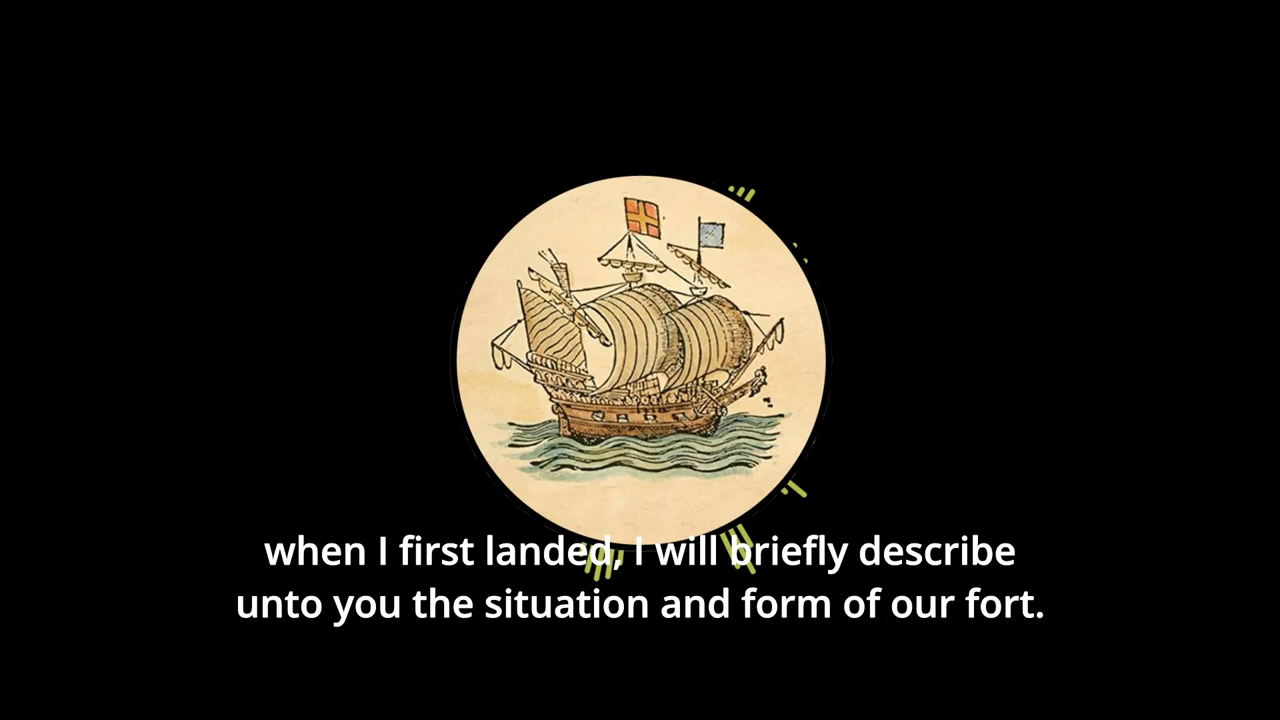 when I first landed, I will briefly describe
unto you the situation and form of our fort.